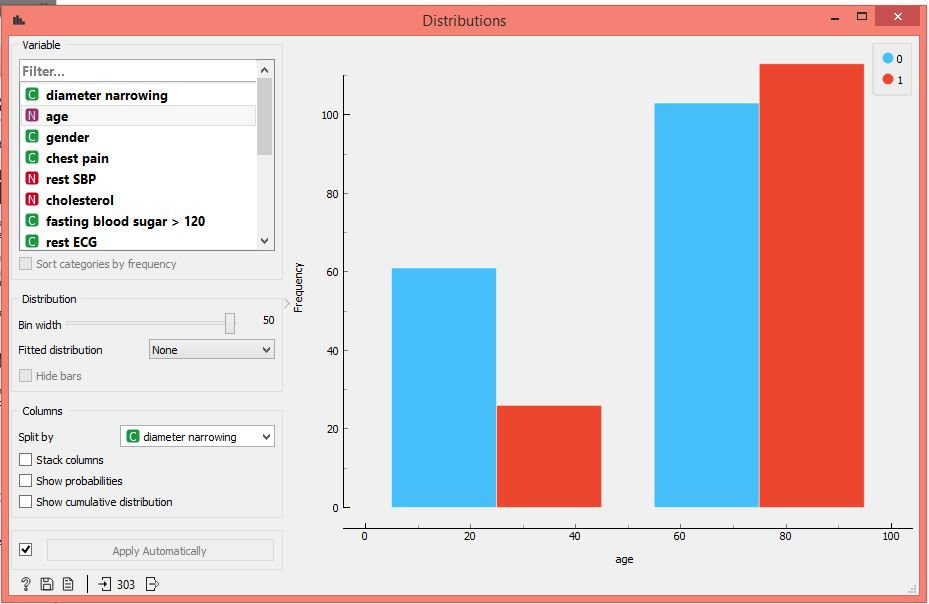 Distributions
Variable
Filter...
C diameter narrowing
N age
C gender
C chest pain
N rest SBP
N cholesterol
C fasting blood sugar > 120
C rest ECG
Sort categories by frequency
Distribution
Bin width 50
Fitted distribution None
Hide bars
Columns
Split by C diameter narrowing
Stack columns
Show probabilities
Show cumulative distribution
Apply Automatically
? 303
Frequency
100
80
60
40
20
0
0 20 40 60 80 100
age
0
1